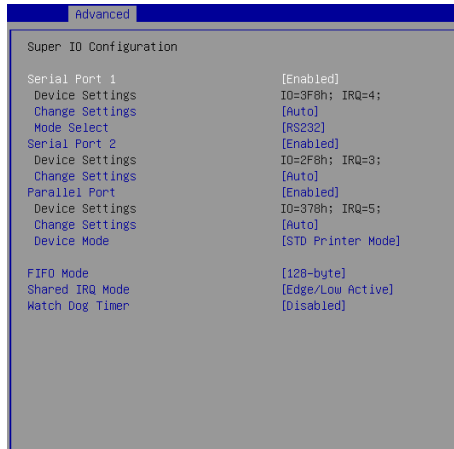 Advanced
Super IO Configuration
Serial Port 1 [Enabled]
Device Settings IO=3F8h; IRQ=4;
Change Settings [Auto]
Mode Select [RS232]
Serial Port 2 [Enabled]
Device Settings IO=2F8h; IRQ=3;
Change Settings [Auto]
Parallel Port [Enabled]
Device Settings IO=378h; IRQ=5;
Change Settings [Auto]
Device Mode [STD Printer Mode]
FIFO Mode [128-byte]
Shared IRQ Mode [Edge/Low Active]
Watch Dog Timer [Disabled]